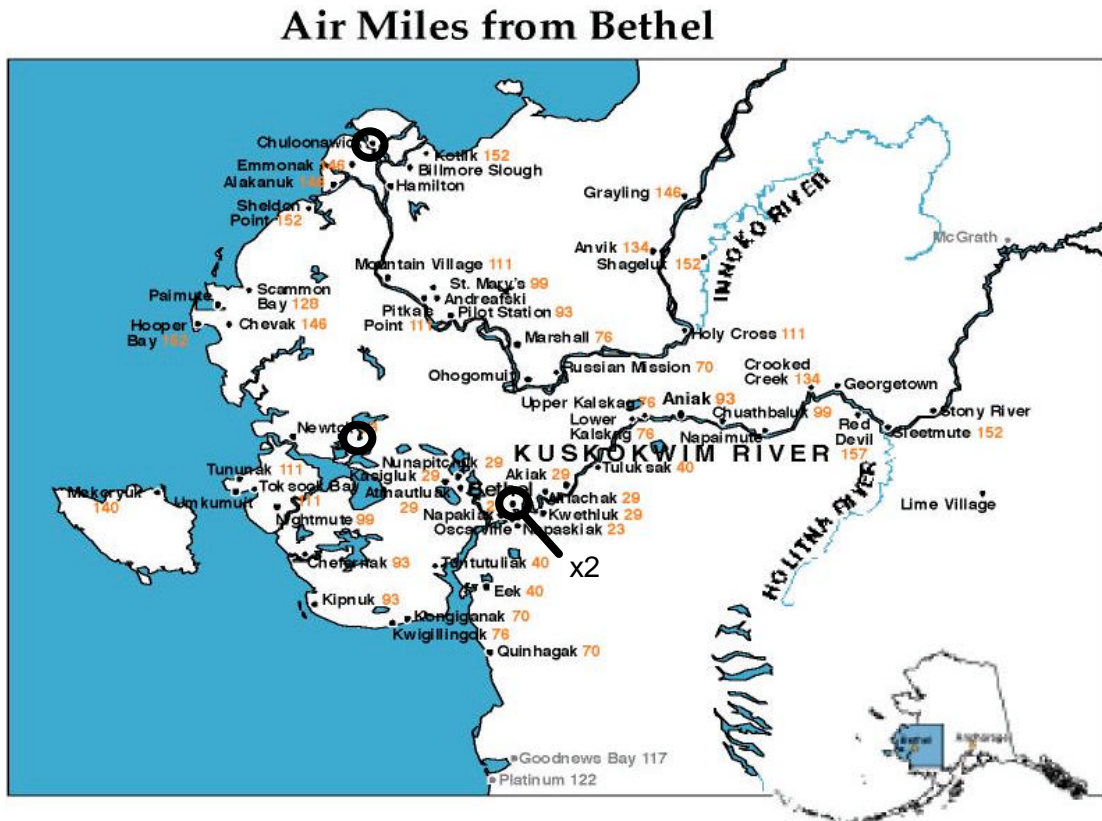 Air Miles from Bethel
Chuloonawick
Kotlik 152
Emmonak 146
Billmore Slough
Alakanuk 146
Hamilton
Sheldon
Point 152
Grayling 146
INNOKO RIVER
Anvik 134
Shageluk 152
McGrath
Mountain Village 111
St. Mary's 99
Scammon
Bay 128
Andreafski
Paimute
Pitka's
Point 111
Pilot Station 93
Hooper
Bay 162
Chevak 146
Marshall 76
Holy Cross 111
Ohogomuit
Russian Mission 70
Crooked
Creek 134
Georgetown
Upper Kalskag 76
Aniak 93
Chuathbaluk 99
Stony River
Lower
Kalskag 76
Napaimute
Red
Devil
157
Sleetmute 152
Newtok
KUSKOKWIM RIVER
Nunapitchuk 29
Tununak 111
Kasigluk 29
Akiak 29
Tuluksak 40
Toksook Bay
111
Mekoryuk
140
Umkumuit
Atmautluak
29
Bethel
Akiachak 29
Lime Village
Nightmute 99
Napakiak
Kwethluk 29
Oscarville
Napaskiak 23
HOLITNA RIVER
x2
Chefornak 93
Tuntutuliak 40
Eek 40
Kipnuk 93
Kongiganak 70
Kwigillingok 76
Quinhagak 70
Goodnews Bay 117
Platinum 122
Bethel
Anchorage